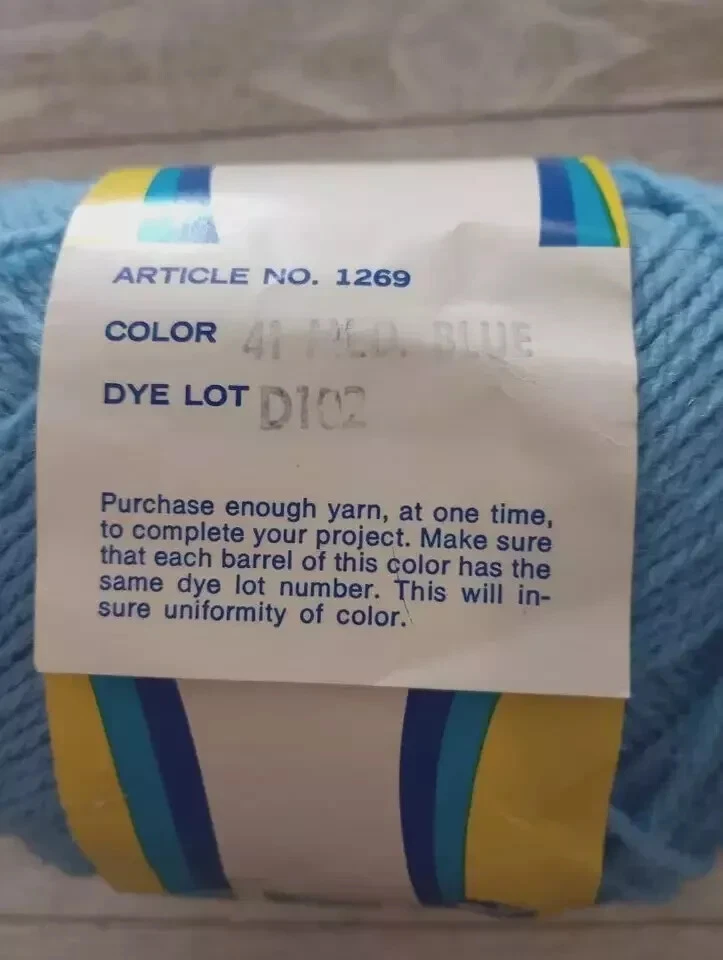 ARTICLE NO. 1269
COLOR 41 MED. BLUE
DYE LOT D102
Purchase enough yarn, at one time,
to complete your project. Make sure
that each barrel of this color has the
same dye lot number. This will in-
sure uniformity of color.